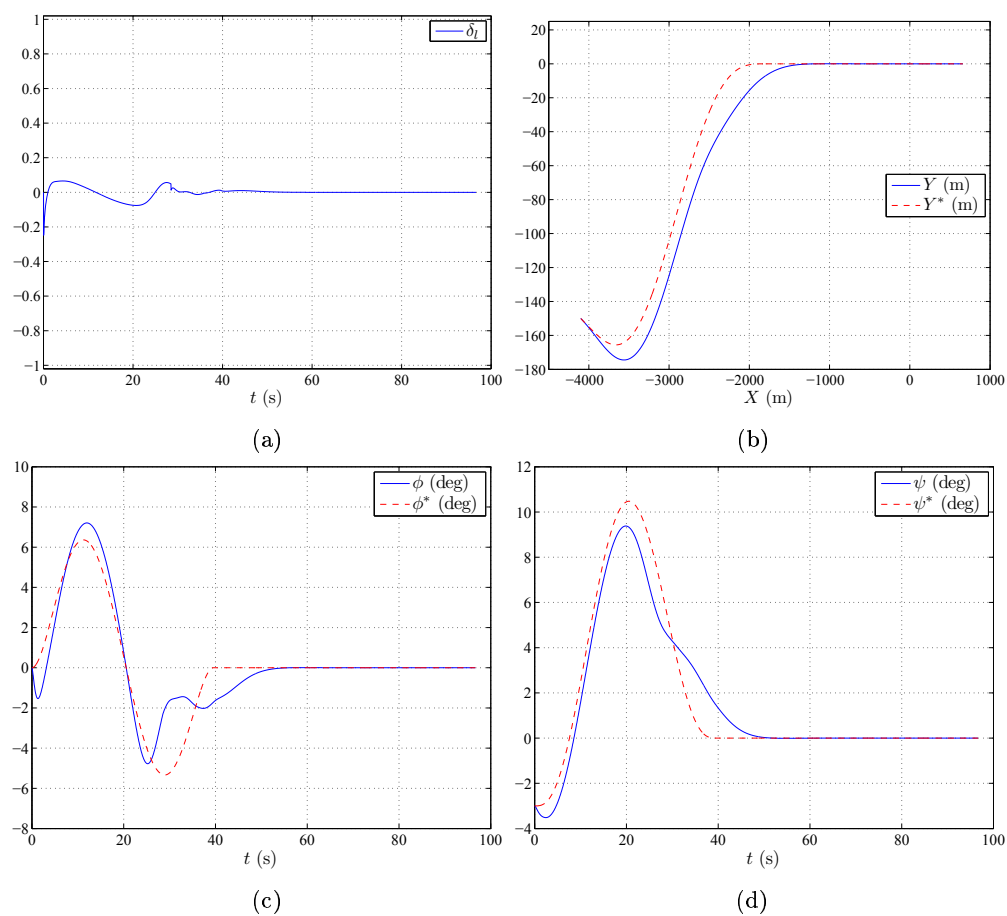 1
0.8
0.6
0.4
0.2
0
−0.2
−0.4
−0.6
−0.8
−1
0 20 40 60 80 100
t (s)
δ_l
(a)
20
0
−20
−40
−60
−80
−100
−120
−140
−160
−180
−4000 −3000 −2000 −1000 0 1000
X (m)
Y (m)
Y* (m)
(b)
10
8
6
4
2
0
−2
−4
−6
−8
0 20 40 60 80 100
t (s)
ϕ (deg)
ϕ* (deg)
(c)
12
10
8
6
4
2
0
−2
−4
0 20 40 60 80 100
t (s)
ψ (deg)
ψ* (deg)
(d)